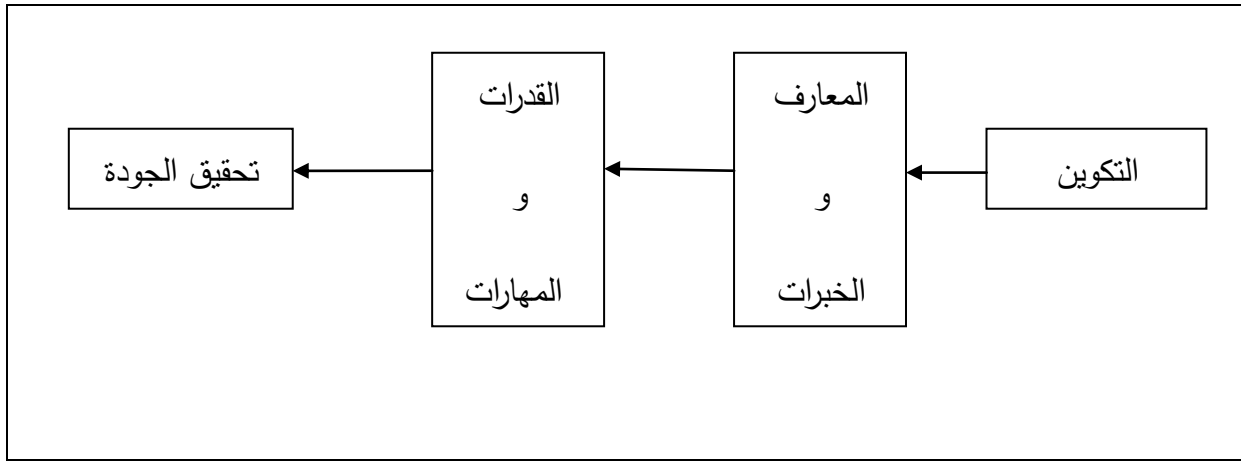 التكوين
المعارف
و
الخبرات
القدرات
و
المهارات
تحقيق الجودة